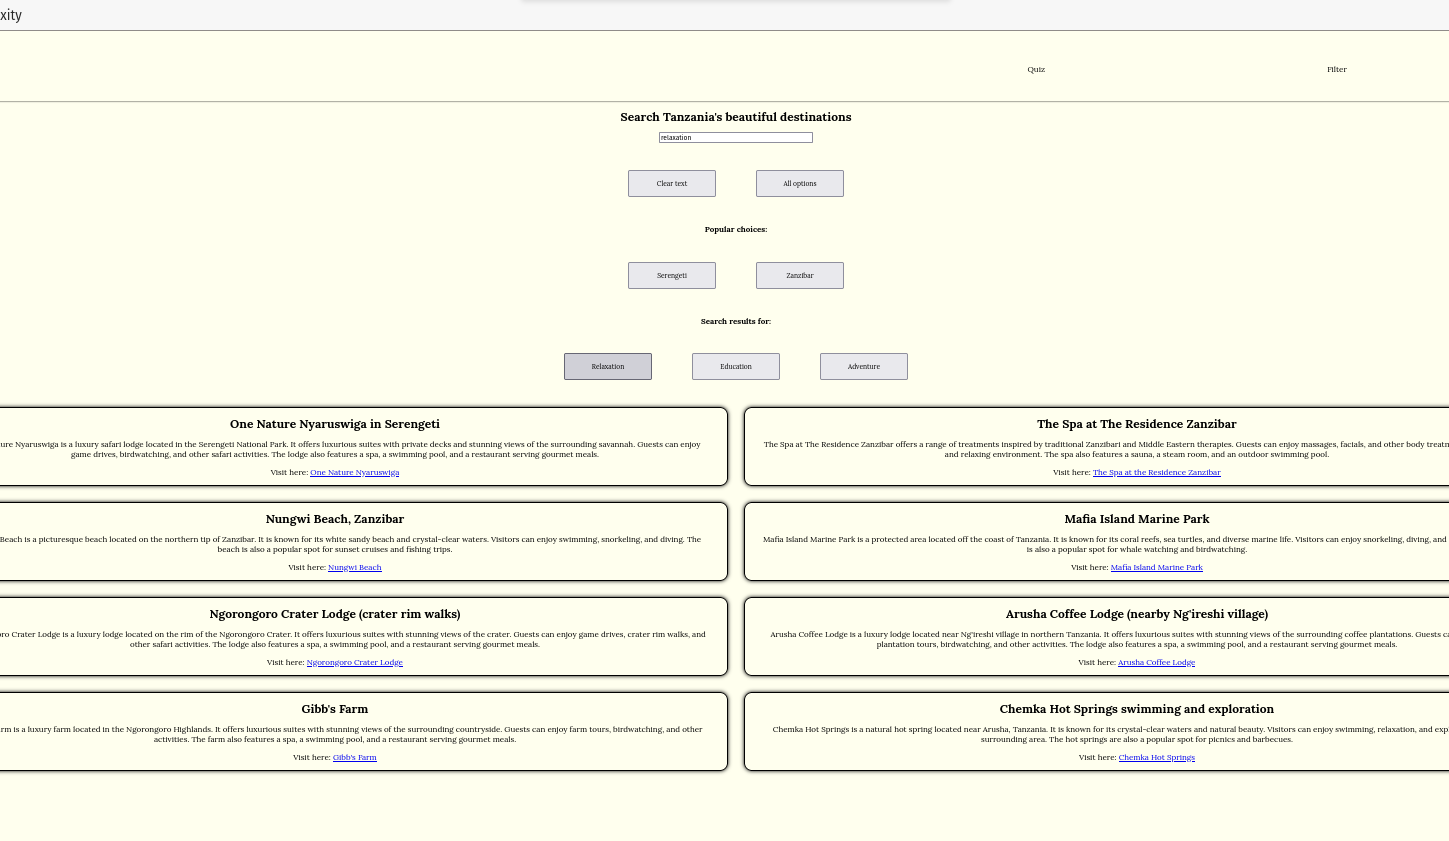 xity
Quiz
Filter
Search Tanzania's beautiful destinations
relaxation
Clear text
All options
Popular choices:
Serengeti
Zanzibar
Search results for:
Relaxation
Education
Adventure
One Nature Nyaruswiga in Serengeti
ure Nyaruswiga is a luxury safari lodge located in the Serengeti National Park. It offers luxurious suites with private decks and stunning views of the surrounding savannah. Guests can enjoy
game drives, birdwatching, and other safari activities. The lodge also features a spa, a swimming pool, and a restaurant serving gourmet meals.
Visit here: One Nature Nyaruswiga
The Spa at The Residence Zanzibar
The Spa at The Residence Zanzibar offers a range of treatments inspired by traditional Zanzibari and Middle Eastern therapies. Guests can enjoy massages, facials, and other body treatm
and relaxing environment. The spa also features a sauna, a steam room, and an outdoor swimming pool.
Visit here: The Spa at the Residence Zanzibar
Nungwi Beach, Zanzibar
Beach is a picturesque beach located on the northern tip of Zanzibar. It is known for its white sandy beach and crystal-clear waters. Visitors can enjoy swimming, snorkeling, and diving. The
beach is also a popular spot for sunset cruises and fishing trips.
Visit here: Nungwi Beach
Mafia Island Marine Park
Mafia Island Marine Park is a protected area located off the coast of Tanzania. It is known for its coral reefs, sea turtles, and diverse marine life. Visitors can enjoy snorkeling, diving, and
is also a popular spot for whale watching and birdwatching.
Visit here: Mafia Island Marine Park
Ngorongoro Crater Lodge (crater rim walks)
oro Crater Lodge is a luxury lodge located on the rim of the Ngorongoro Crater. It offers luxurious suites with stunning views of the crater. Guests can enjoy game drives, crater rim walks, and
other safari activities. The lodge also features a spa, a swimming pool, and a restaurant serving gourmet meals.
Visit here: Ngorongoro Crater Lodge
Arusha Coffee Lodge (nearby Ng'ireshi village)
Arusha Coffee Lodge is a luxury lodge located near Ng'ireshi village in northern Tanzania. It offers luxurious suites with stunning views of the surrounding coffee plantations. Guests ca
plantation tours, birdwatching, and other activities. The lodge also features a spa, a swimming pool, and a restaurant serving gourmet meals.
Visit here: Arusha Coffee Lodge
Gibb's Farm
rm is a luxury farm located in the Ngorongoro Highlands. It offers luxurious suites with stunning views of the surrounding countryside. Guests can enjoy farm tours, birdwatching, and other
activities. The farm also features a spa, a swimming pool, and a restaurant serving gourmet meals.
Visit here: Gibb's Farm
Chemka Hot Springs swimming and exploration
Chemka Hot Springs is a natural hot spring located near Arusha, Tanzania. It is known for its crystal-clear waters and natural beauty. Visitors can enjoy swimming, relaxation, and expl
surrounding area. The hot springs are also a popular spot for picnics and barbecues.
Visit here: Chemka Hot Springs